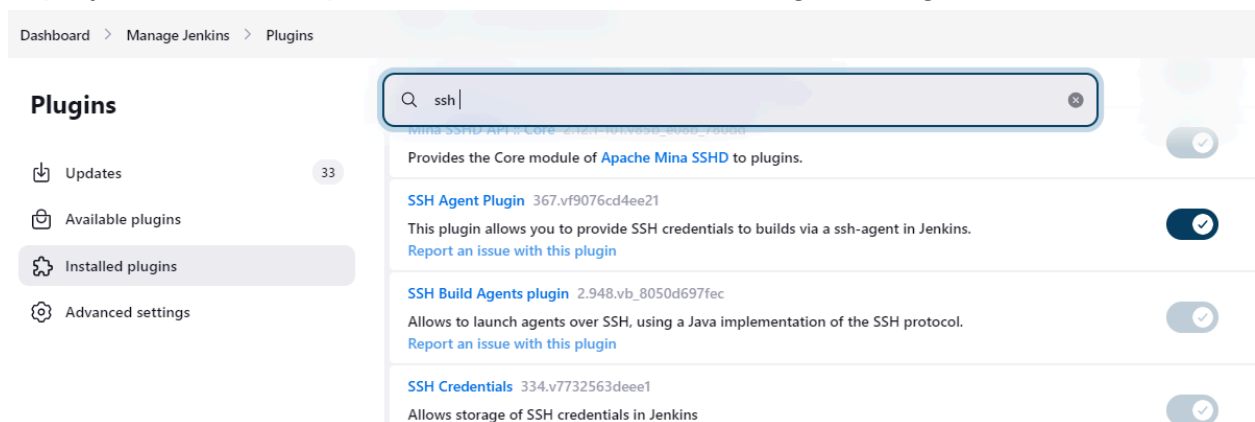 Dashboard > Manage Jenkins > Plugins
Plugins
Updates 33
Available plugins
Installed plugins
Advanced settings
ssh
Mina SSHD API :: Core
Provides the Core module of Apache Mina SSHD to plugins.
SSH Agent Plugin 367.vf9076cd4ee21
This plugin allows you to provide SSH credentials to builds via a ssh-agent in Jenkins.
Report an issue with this plugin
SSH Build Agents plugin 2.948.vb_8050d697fec
Allows to launch agents over SSH, using a Java implementation of the SSH protocol.
Report an issue with this plugin
SSH Credentials 334.v7732563deee1
Allows storage of SSH credentials in Jenkins